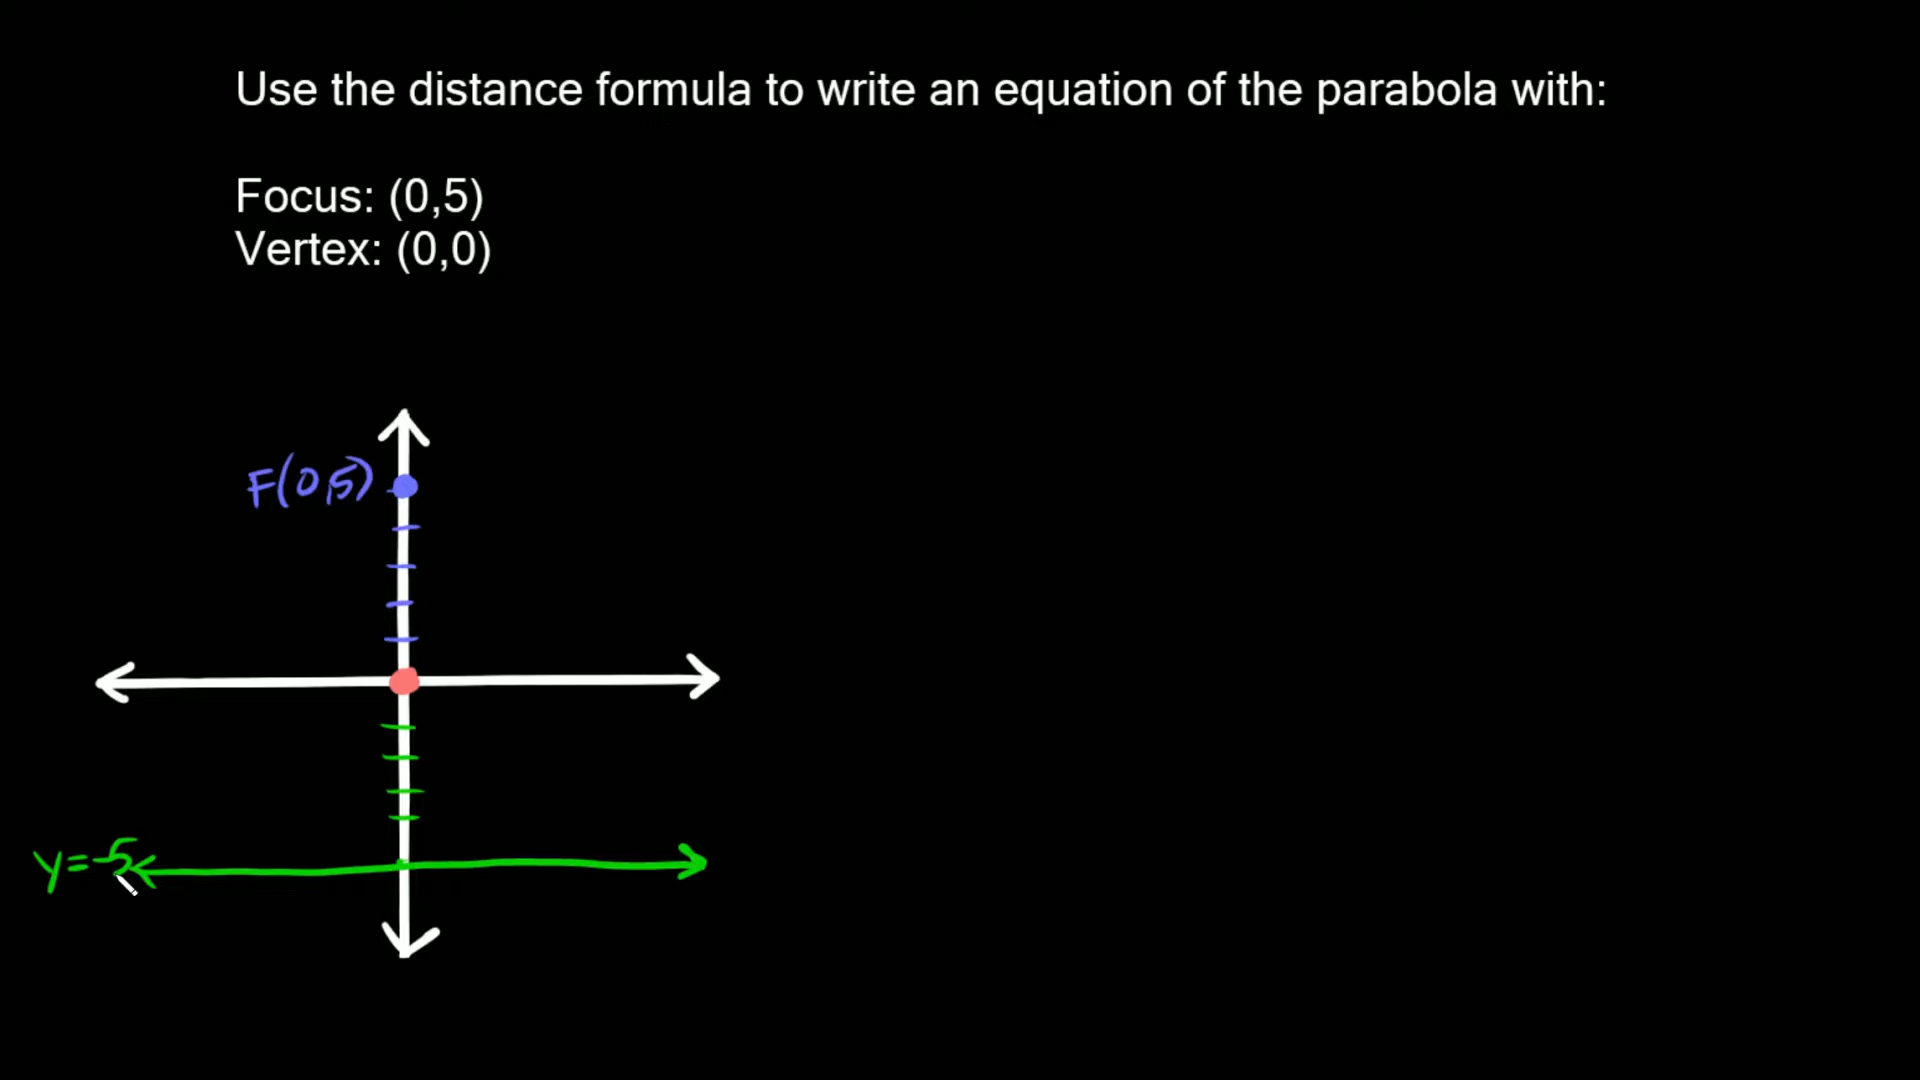 Use the distance formula to write an equation of the parabola with:
Focus: (0,5)
Vertex: (0,0)
F(0,5)
y=-5